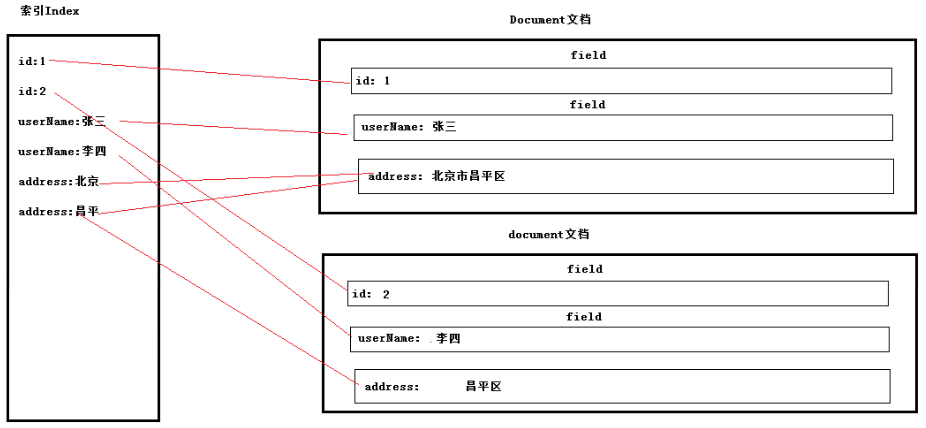 索引Index
id:1
id:2
userName:张三
userName:李四
address:北京
address:昌平
Document文档
field
id: 1
field
userName: 张三
address: 北京市昌平区
document文档
field
id: 2
field
userName: 李四
address: 昌平区